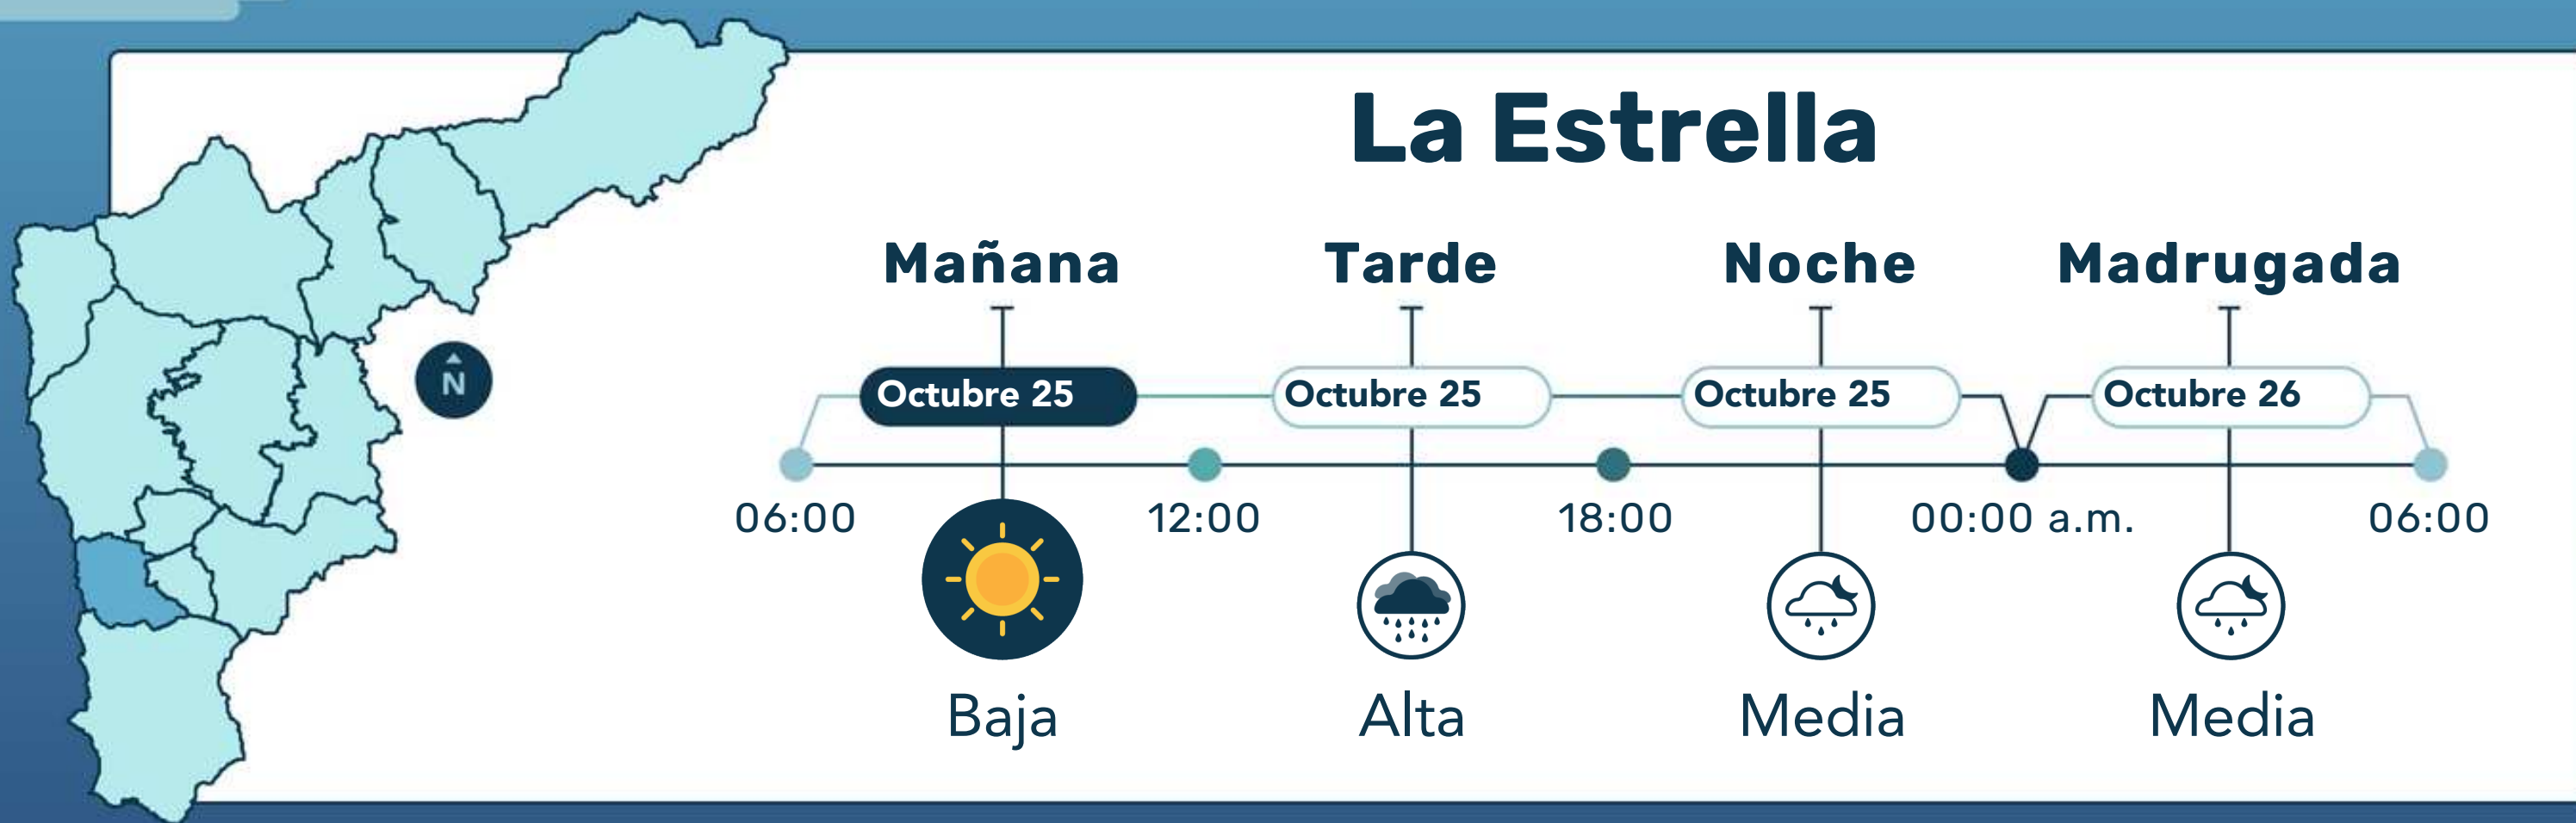 La Estrella
Mañana Tarde Noche Madrugada
N
Octubre 25 Octubre 25 Octubre 25 Octubre 26
06:00 12:00 18:00 00:00 a.m. 06:00
Baja Alta Media Media